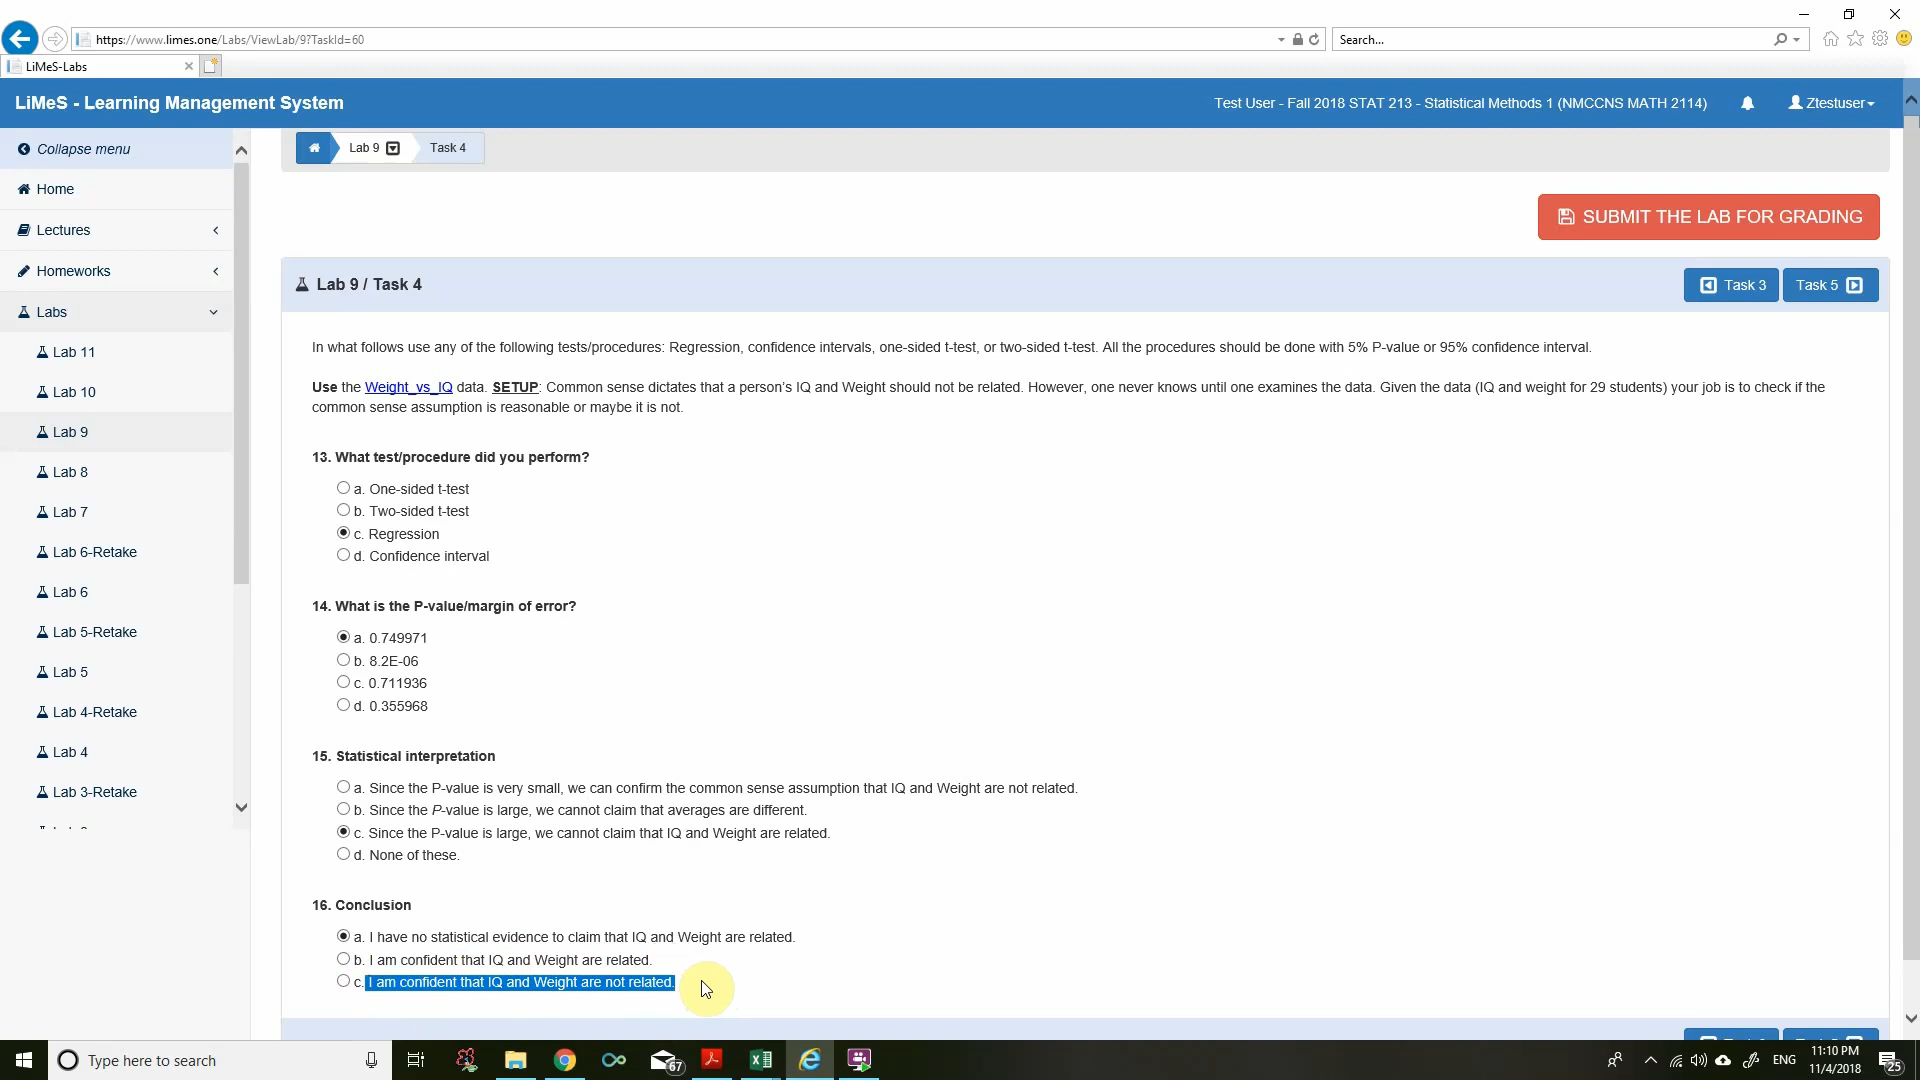 https://www.limes.one/Labs/ViewLab/9?TaskId=60
Search...
LiMeS-Labs
LiMeS - Learning Management System
Test User - Fall 2018 STAT 213 - Statistical Methods 1 (NMCCNS MATH 2114)
Ztestuser
Collapse menu
Home
Lectures
Homeworks
Labs
Lab 11
Lab 10
Lab 9
Lab 8
Lab 7
Lab 6-Retake
Lab 6
Lab 5-Retake
Lab 5
Lab 4-Retake
Lab 4
Lab 3-Retake
Lab 9
Task 4
SUBMIT THE LAB FOR GRADING
Lab 9 / Task 4
Task 3
Task 5
In what follows use any of the following tests/procedures: Regression, confidence intervals, one-sided t-test, or two-sided t-test. All the procedures should be done with 5% P-value or 95% confidence interval.
Use the Weight_vs_IQ data. SETUP: Common sense dictates that a person's IQ and Weight should not be related. However, one never knows until one examines the data. Given the data (IQ and weight for 29 students) your job is to check if the
common sense assumption is reasonable or maybe it is not.
13. What test/procedure did you perform?
a. One-sided t-test
b. Two-sided t-test
c. Regression
d. Confidence interval
14. What is the P-value/margin of error?
a. 0.749971
b. 8.2E-06
c. 0.711936
d. 0.355968
15. Statistical interpretation
a. Since the P-value is very small, we can confirm the common sense assumption that IQ and Weight are not related.
b. Since the P-value is large, we cannot claim that averages are different.
c. Since the P-value is large, we cannot claim that IQ and Weight are related.
d. None of these.
16. Conclusion
a. I have no statistical evidence to claim that IQ and Weight are related.
b. I am confident that IQ and Weight are related.
c. I am confident that IQ and Weight are not related.
Type here to search
67
ENG
11:10 PM
11/4/2018
25